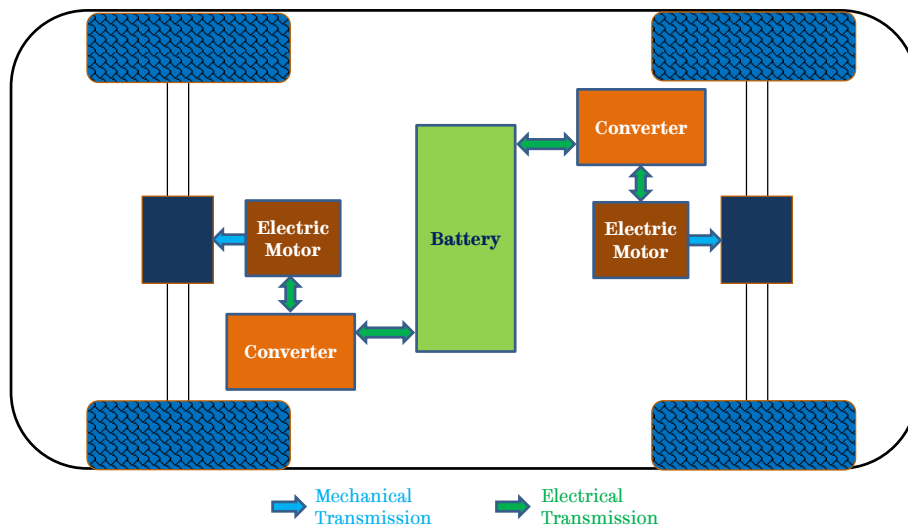 Converter
Electric
Motor
Battery
Electric
Motor
Converter
Mechanical
Transmission
Electrical
Transmission